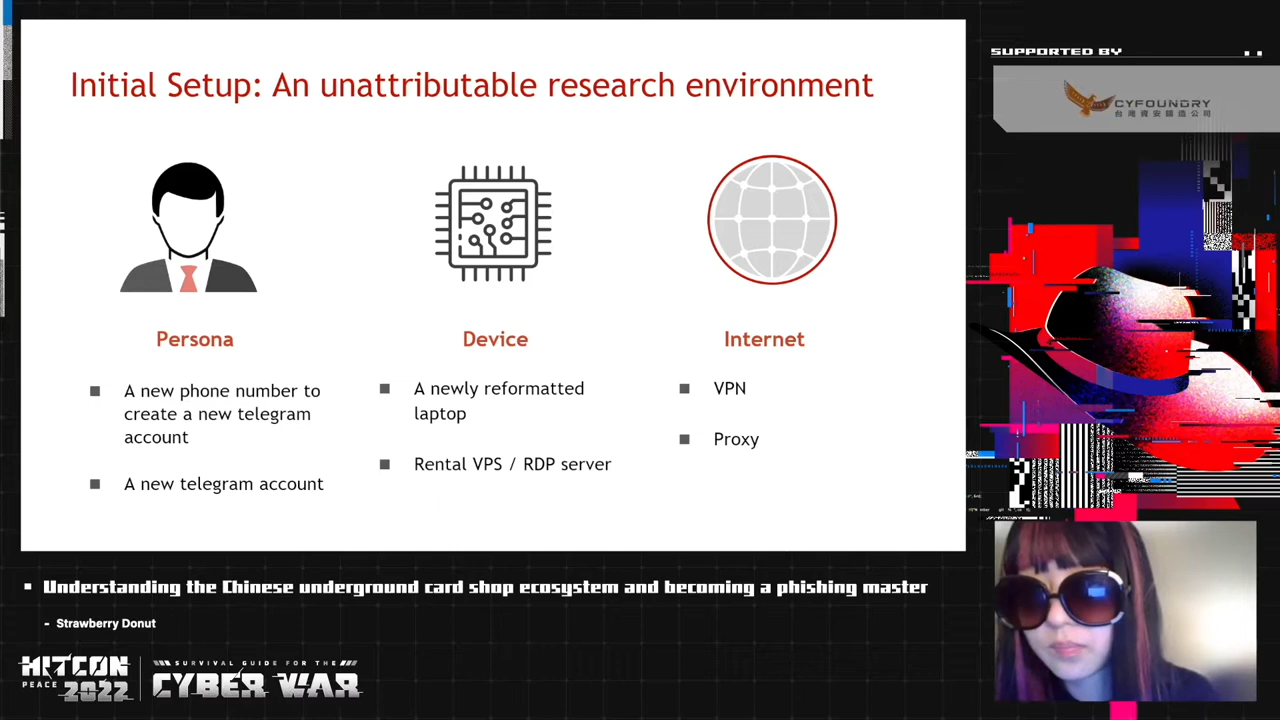 Initial Setup: An unattributable research environment
Persona
A new phone number to
create a new telegram
account
A new telegram account
Device
A newly reformatted
laptop
Rental VPS / RDP server
Internet
VPN
Proxy
SUPPORTED BY
CYFOUNDRY
台灣資安鑄造公司
Understanding the Chinese underground card shop ecosystem and becoming a phishing master
- Strawberry Donut
HITCON
PEACE 2022
SURVIVAL GUIDE FOR THE
CYBER WAR